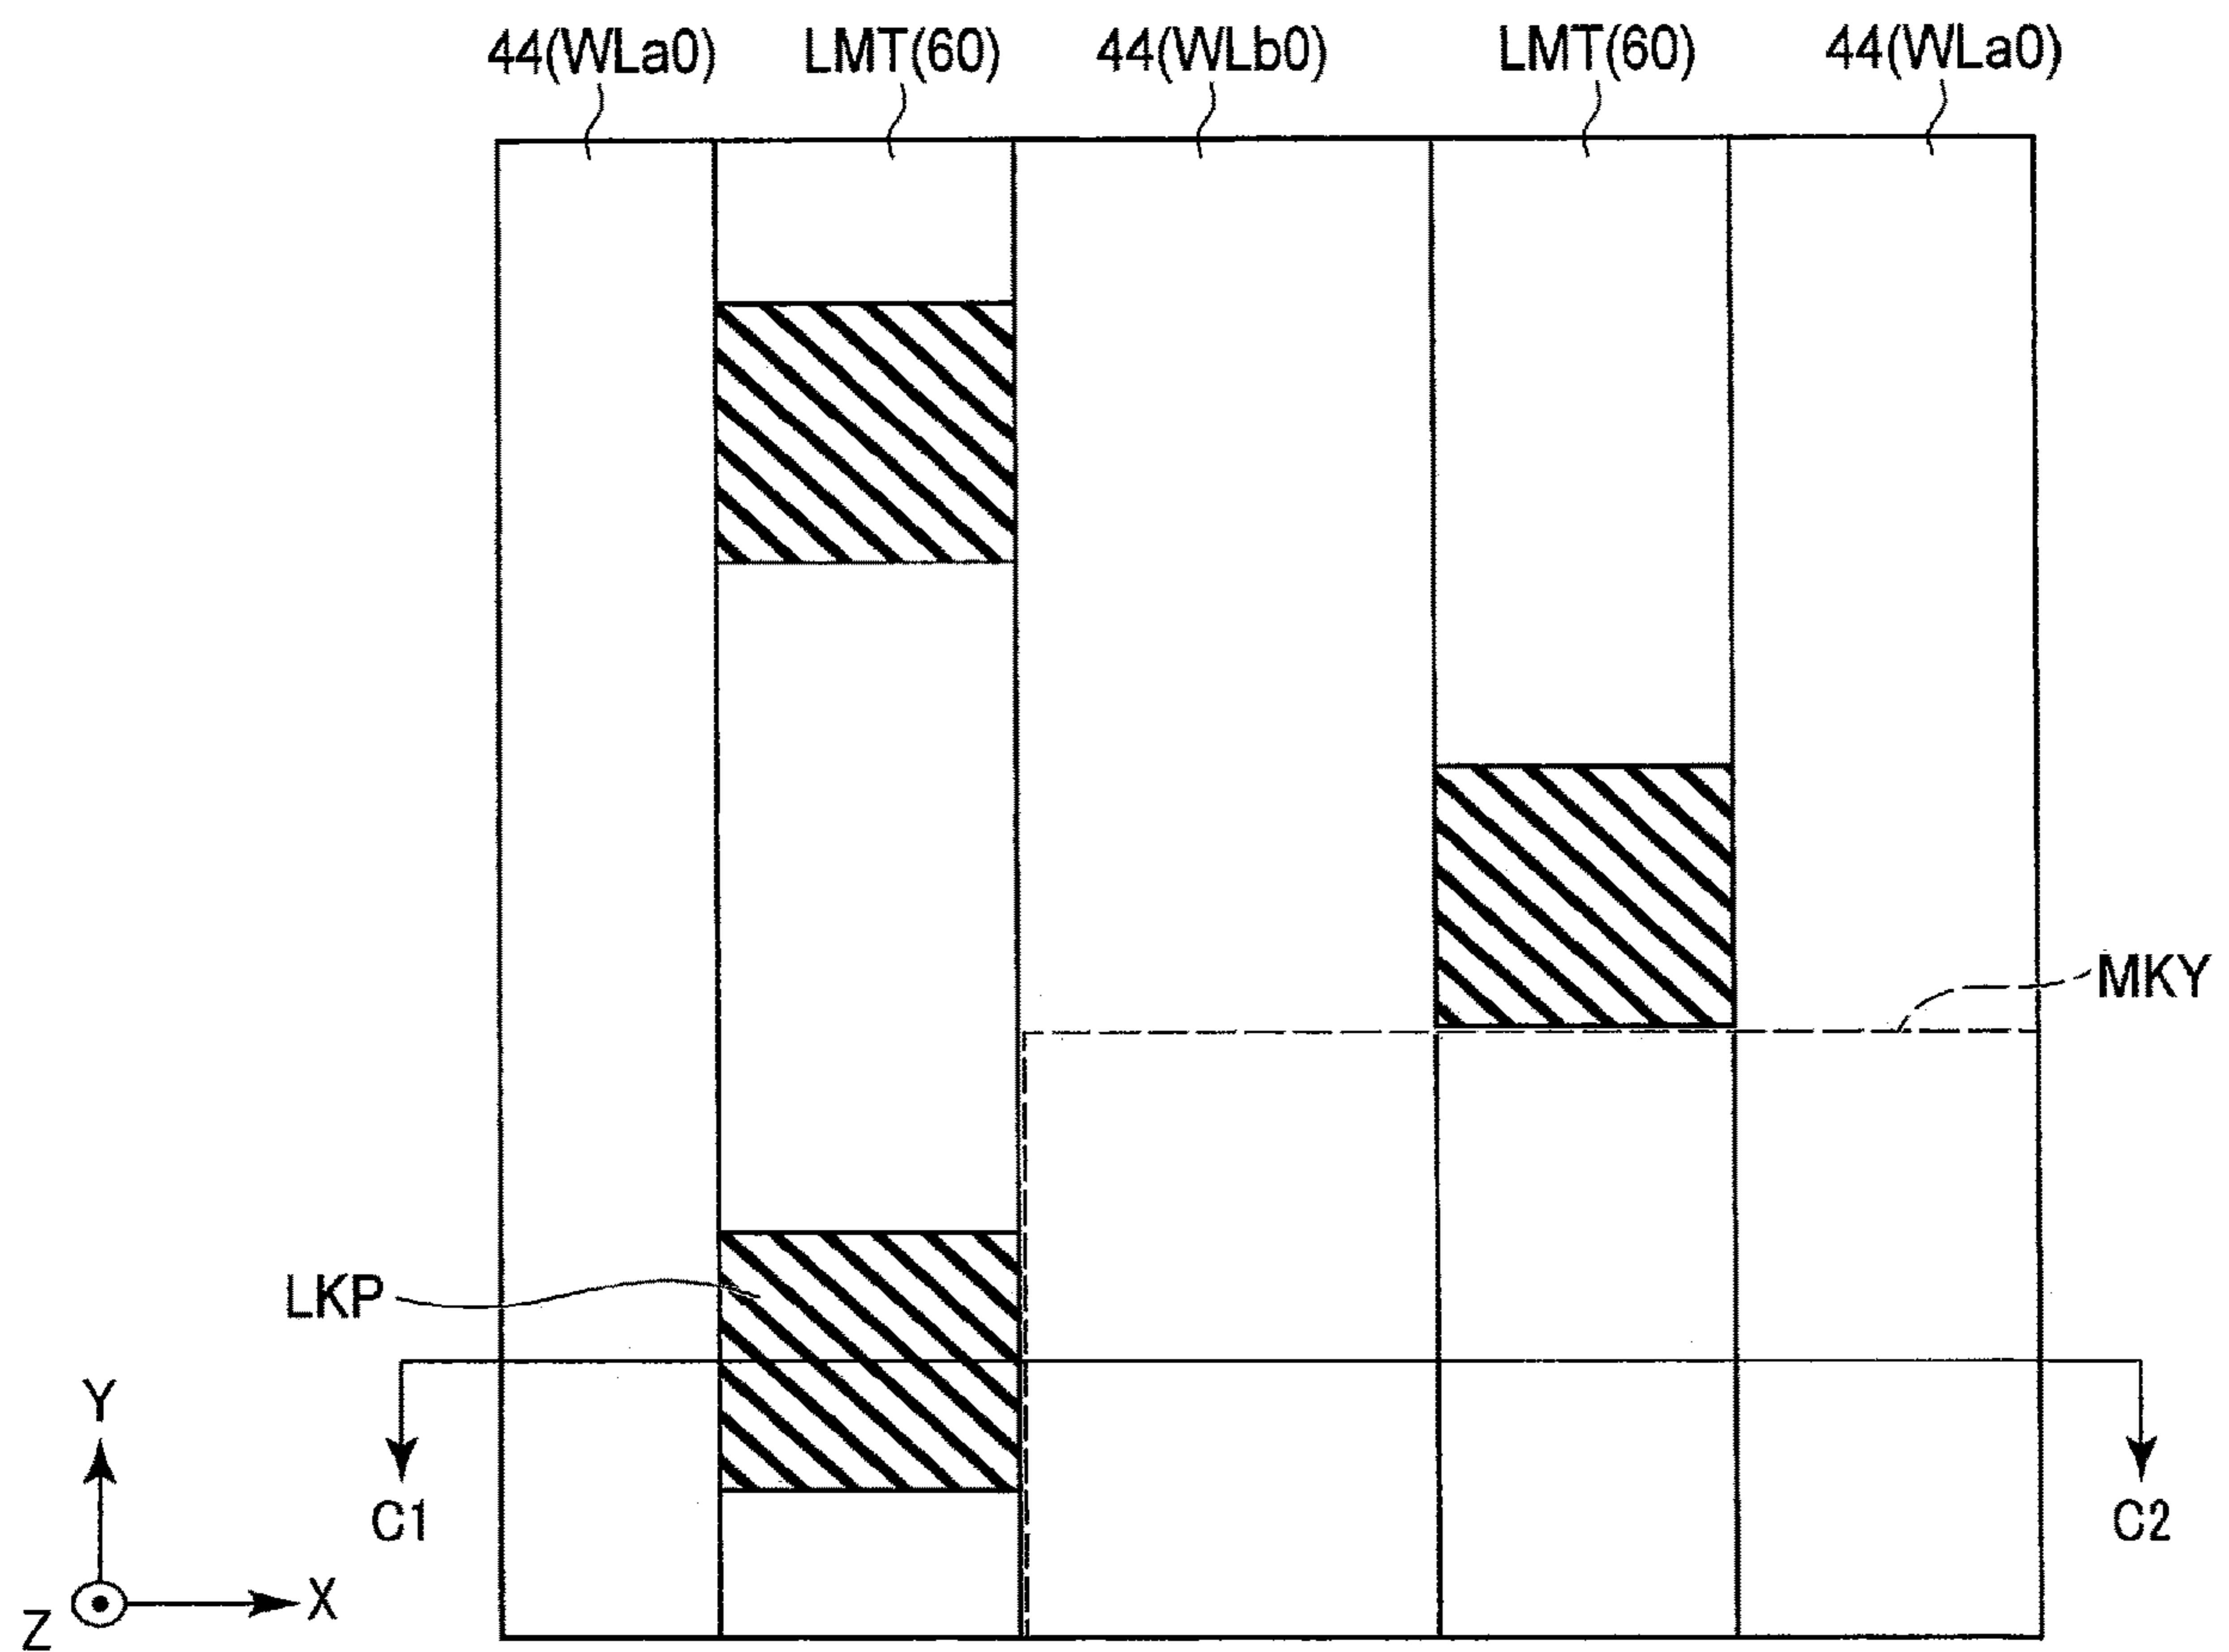 44(WLa0) LMT(60) 44(WLb0) LMT(60) 44(WLa0)
MKY
LKP
Y
C1 C2
X
Z